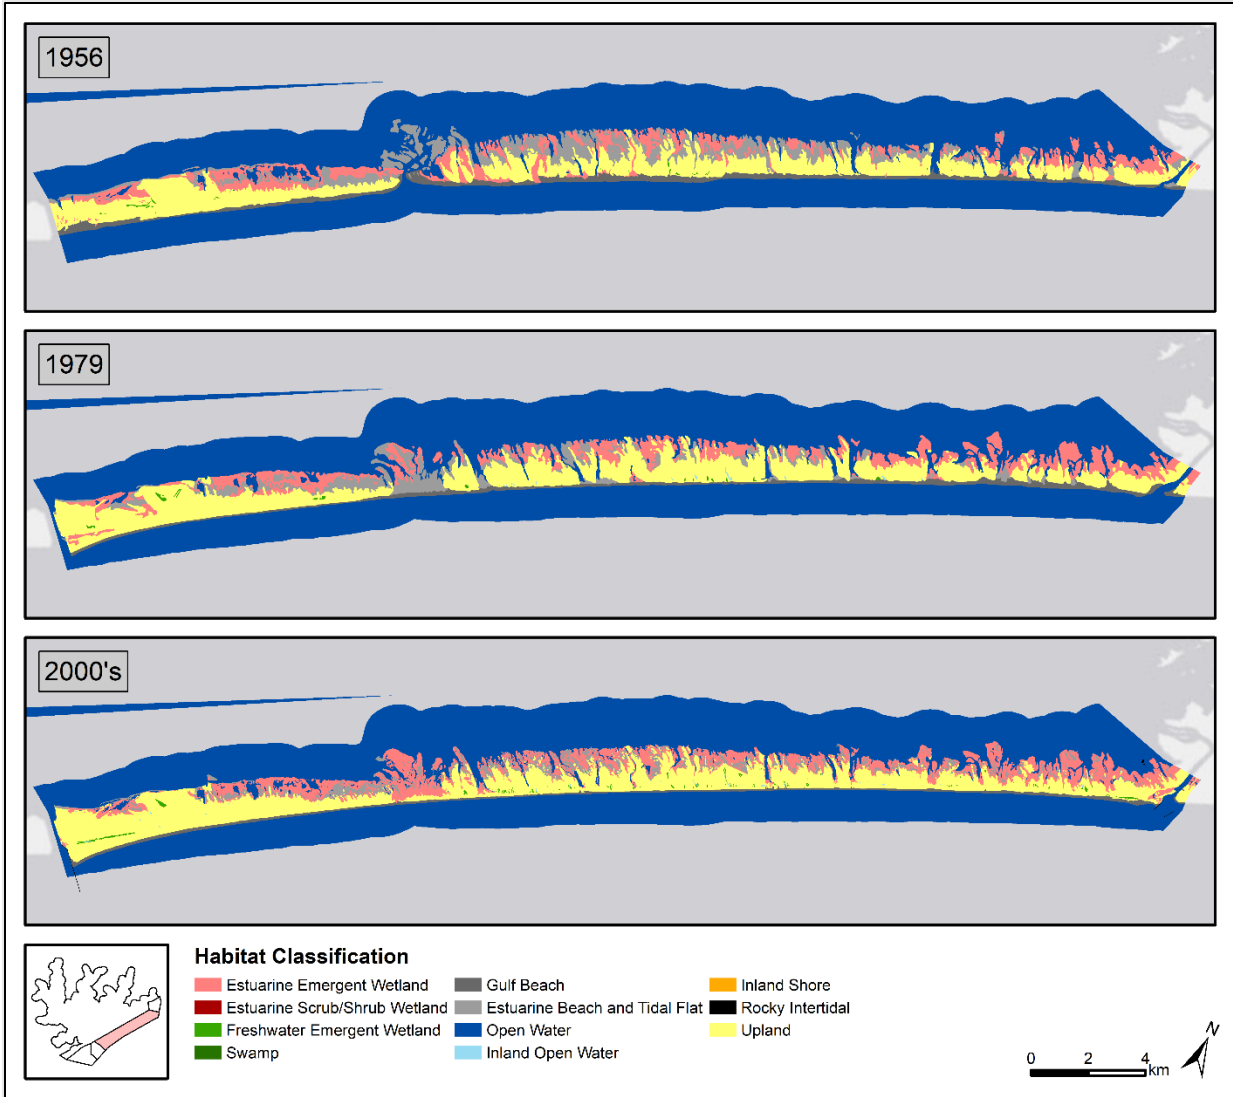 1956
1979
2000's
Habitat Classification
Estuarine Emergent Wetland
Estuarine Scrub/Shrub Wetland
Freshwater Emergent Wetland
Swamp
Gulf Beach
Estuarine Beach and Tidal Flat
Open Water
Inland Open Water
Inland Shore
Rocky Intertidal
Upland
0 2 4
km
N